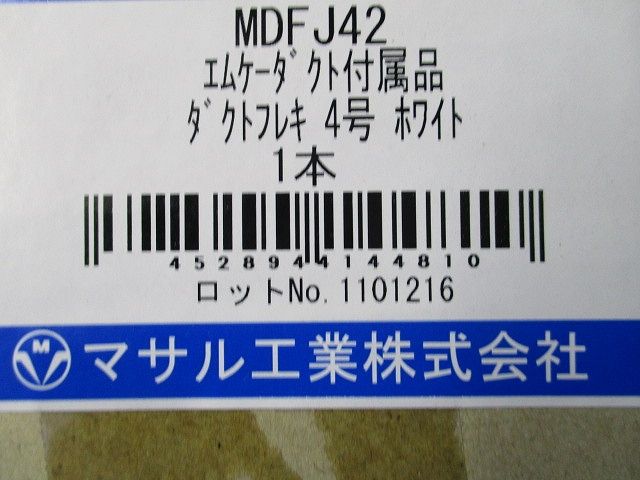 MDFJ42
ｴﾑｹｰﾀﾞｸﾄ付属品
ﾀﾞｸﾄﾌﾚｷ 4号 ﾎﾜｲﾄ
1本
4528944144810
ロットNo.1101216
M マサル工業株式会社